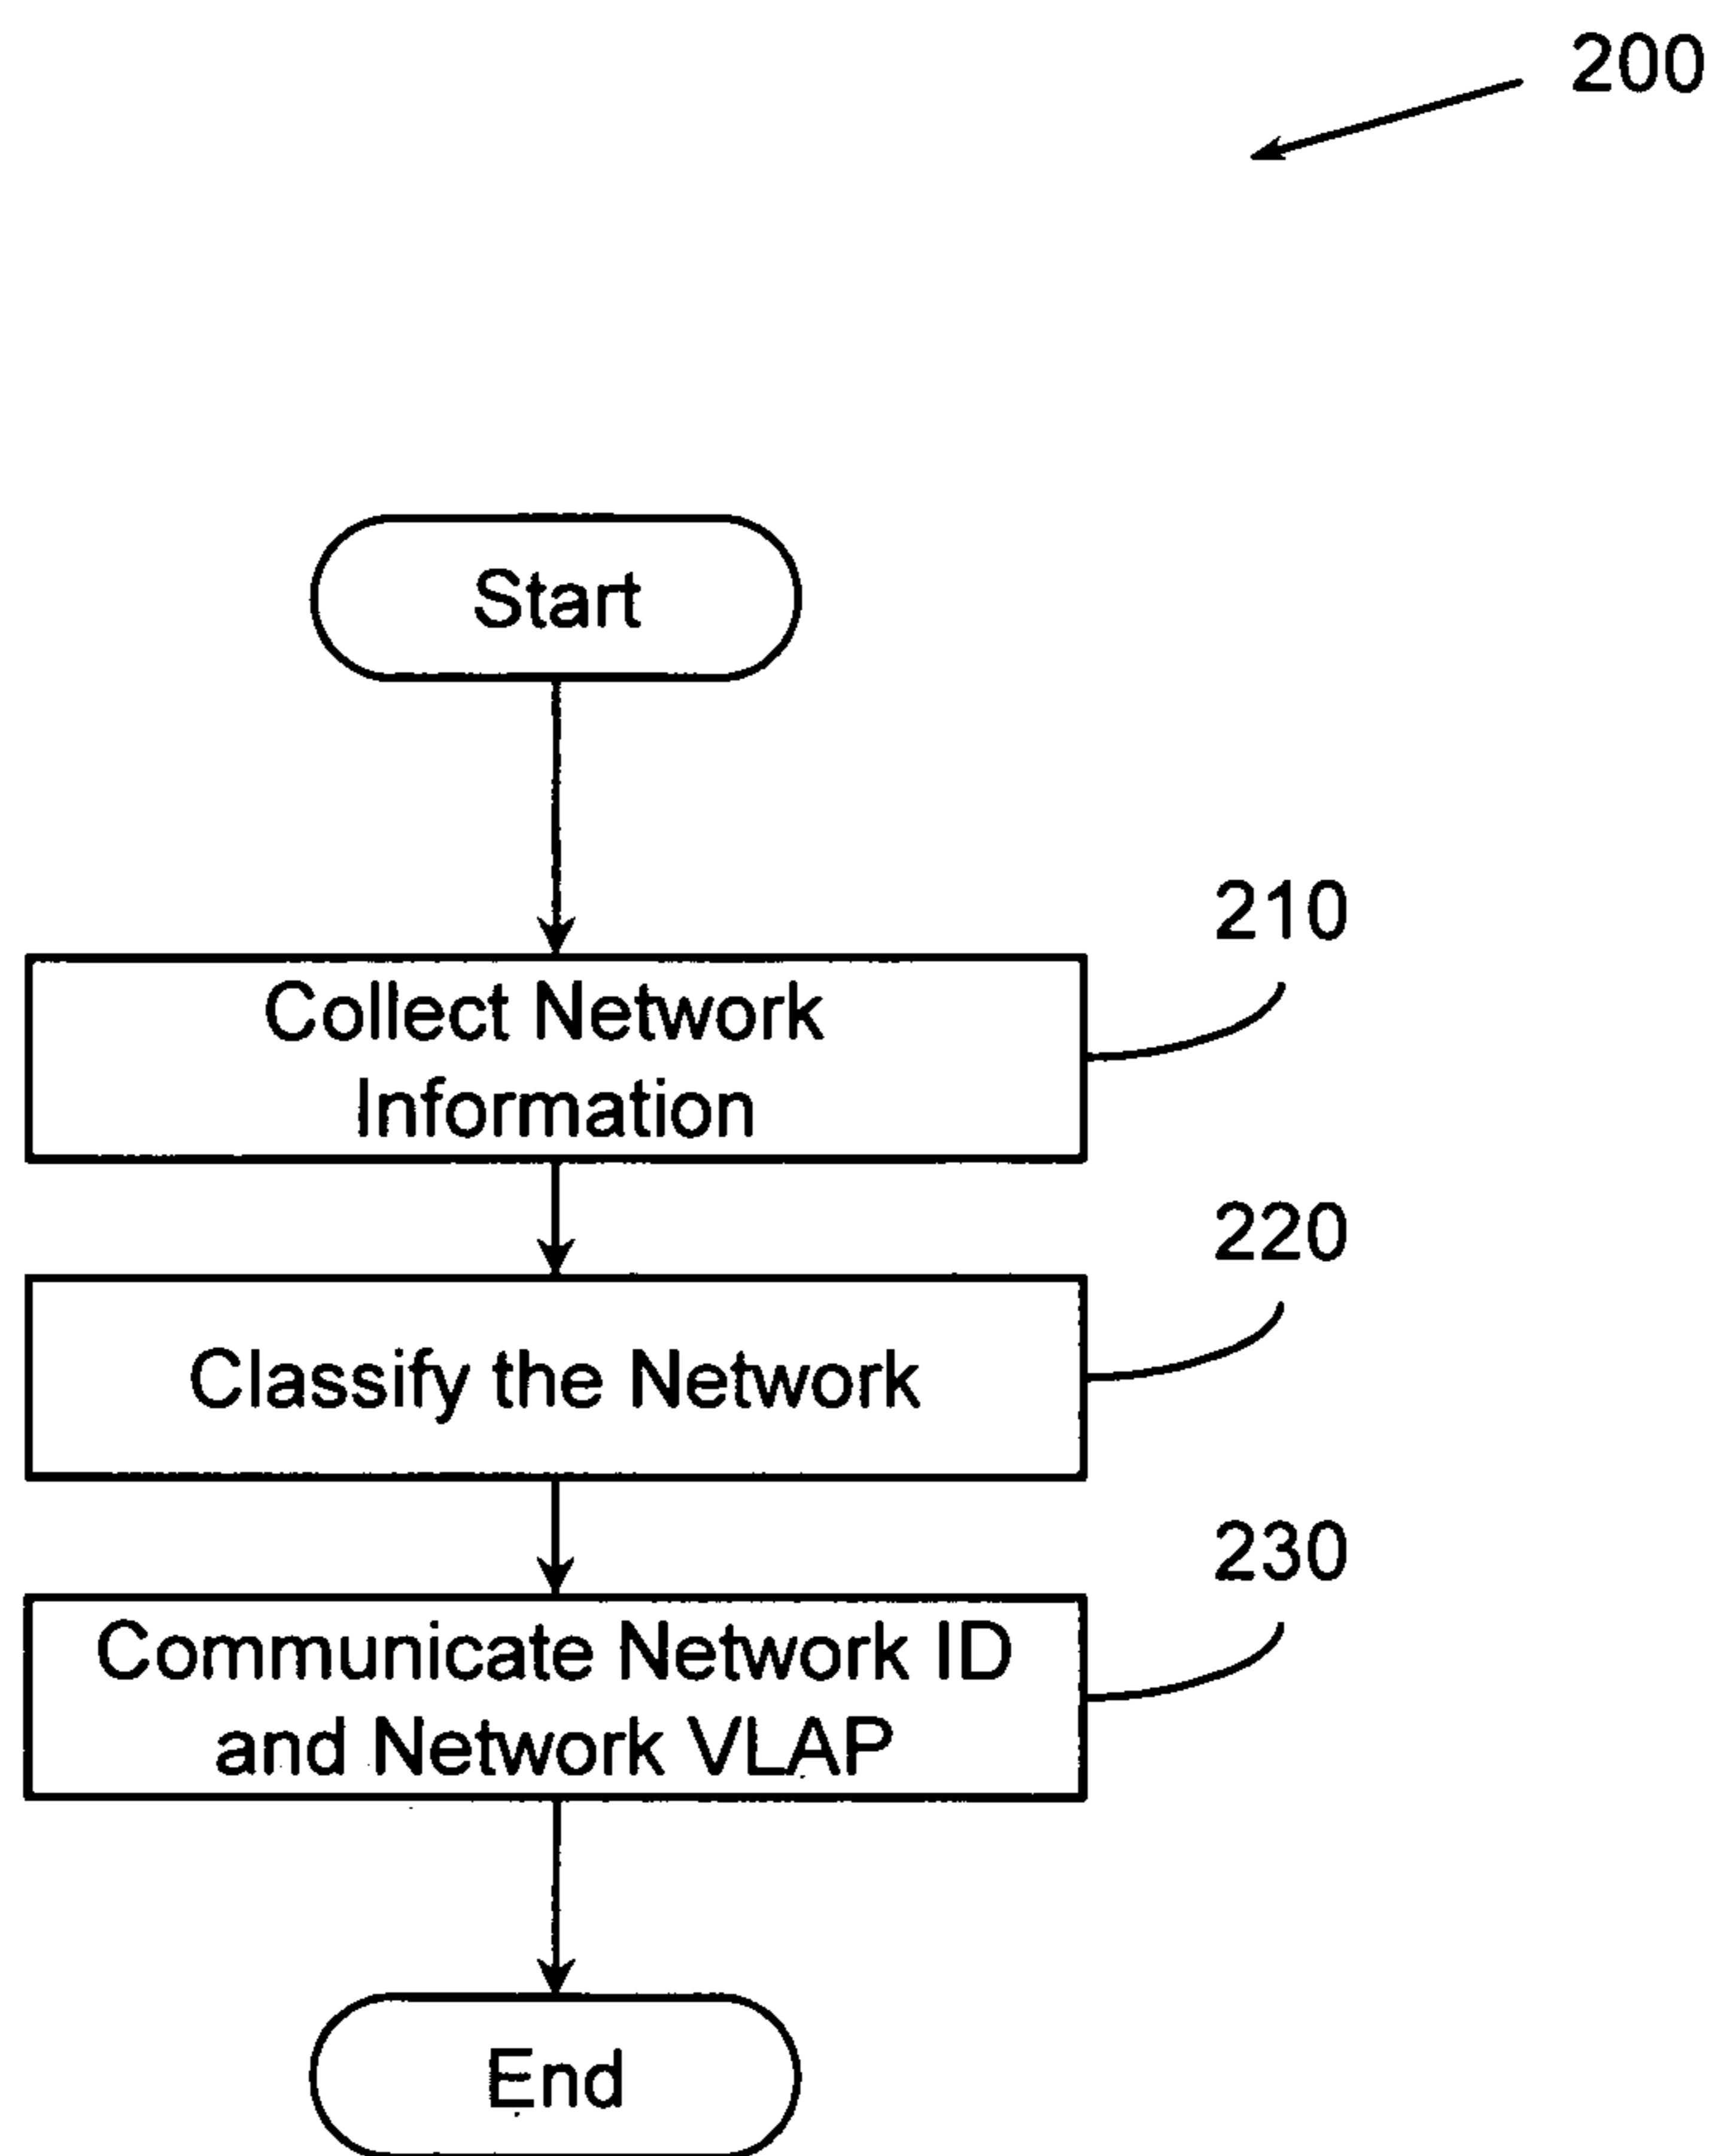 200
Start
210
Collect Network
Information
220
Classify the Network
230
Communicate Network ID
and Network VLAP
End